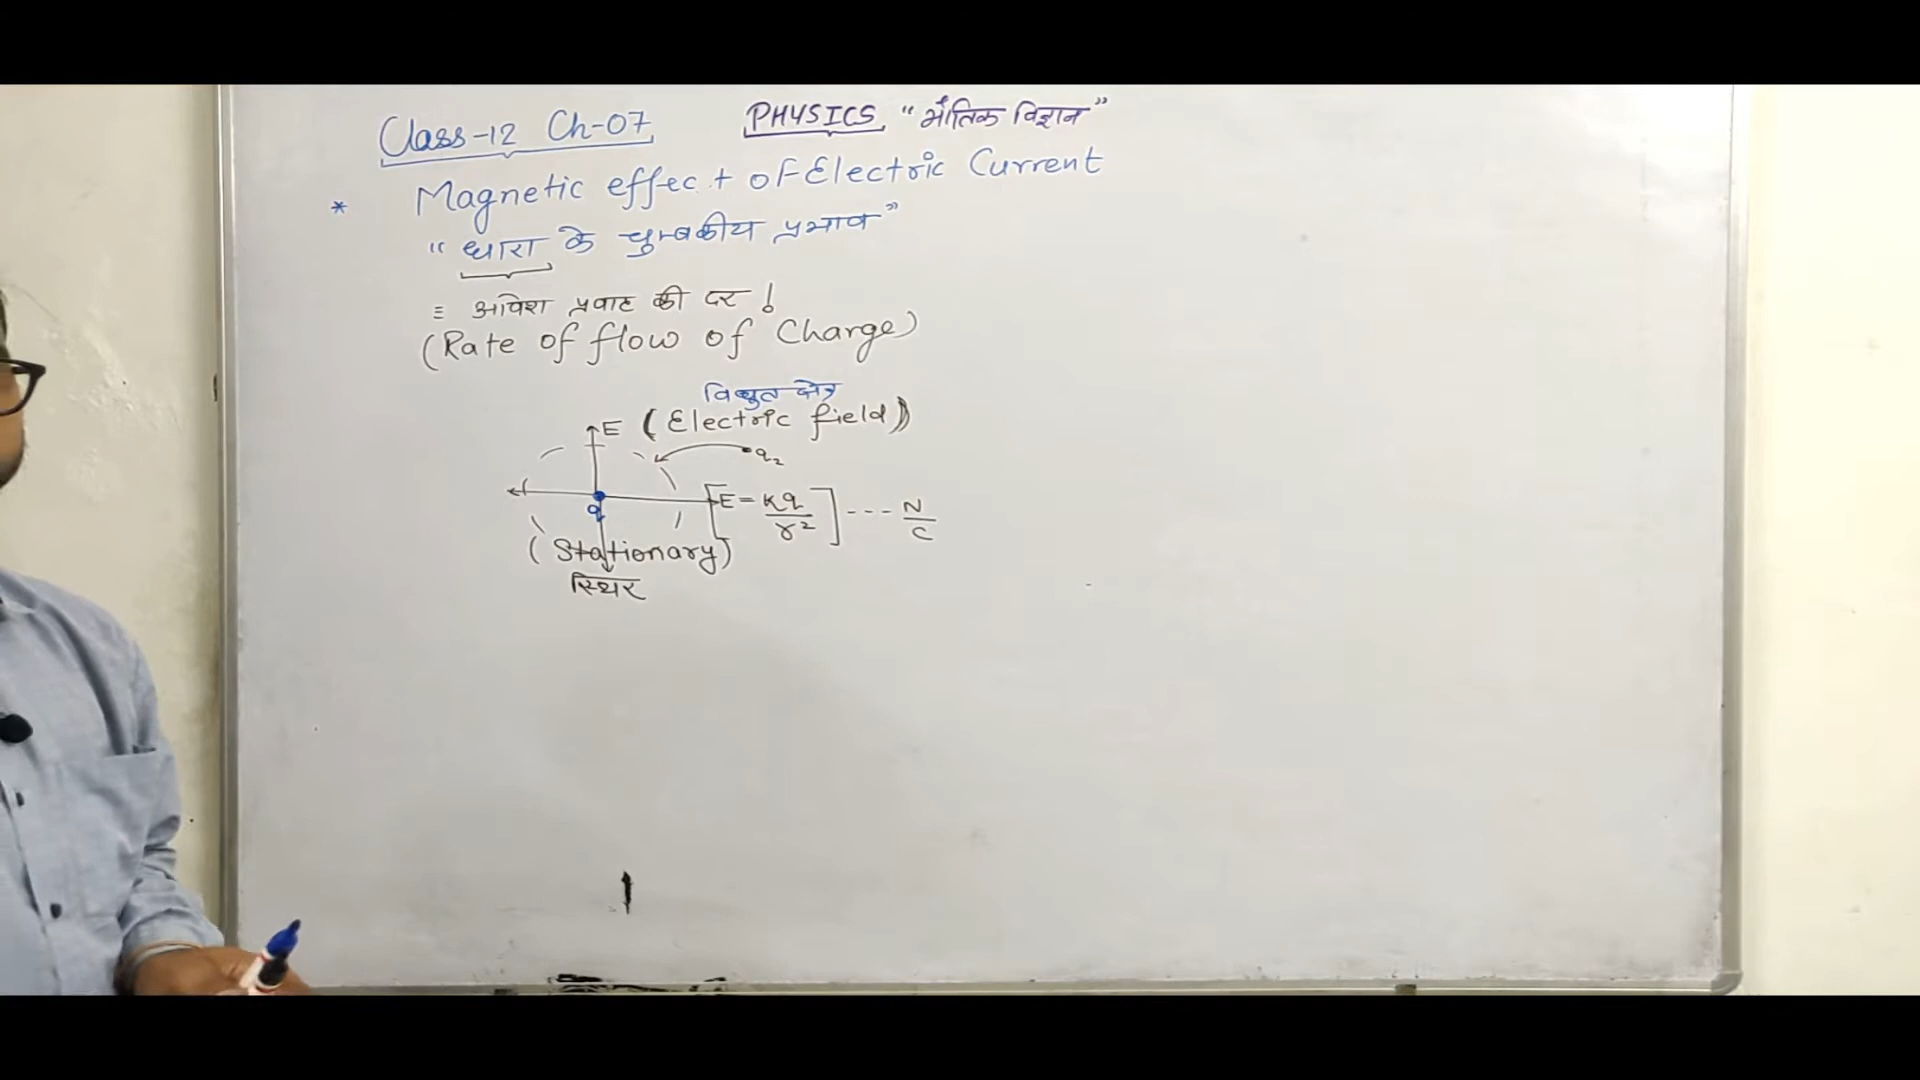 Class-12 Ch-07 PHYSICS "भौतिक विज्ञान"
* Magnetic effect of Electric Current
"धारा के चुम्बकीय प्रभाव"
≡ आवेश प्रवाह की दर !
(Rate of flow of Charge)
विद्युत क्षेत्र
E (Electric field)
q₂
q
[E = Kq/r²] --- N/C
(Stationary)
स्थिर